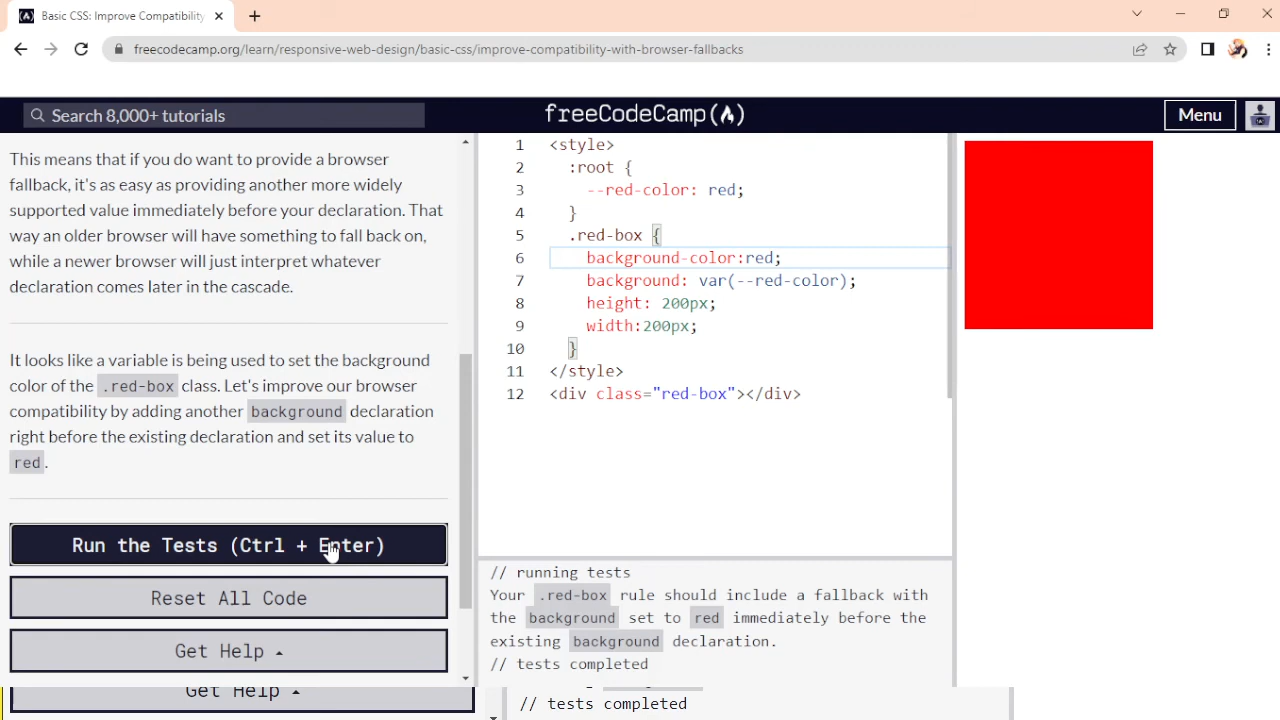 Basic CSS: Improve Compatibility
freecodecamp.org/learn/responsive-web-design/basic-css/improve-compatibility-with-browser-fallbacks
Search 8,000+ tutorials
freeCodeCamp
Menu
This means that if you do want to provide a browser
fallback, it's as easy as providing another more widely
supported value immediately before your declaration. That
way an older browser will have something to fall back on,
while a newer browser will just interpret whatever
declaration comes later in the cascade.
It looks like a variable is being used to set the background
color of the .red-box class. Let's improve our browser
compatibility by adding another background declaration
right before the existing declaration and set its value to
red.
Run the Tests (Ctrl + Enter)
Reset All Code
Get Help
Get Help
1 <style>
2 :root {
3 --red-color: red;
4 }
5 .red-box {
6 background-color:red;
7 background: var(--red-color);
8 height: 200px;
9 width:200px;
10 }
11 </style>
12 <div class="red-box"></div>
// running tests
Your .red-box rule should include a fallback with
the background set to red immediately before the
existing background declaration.
// tests completed
// tests completed